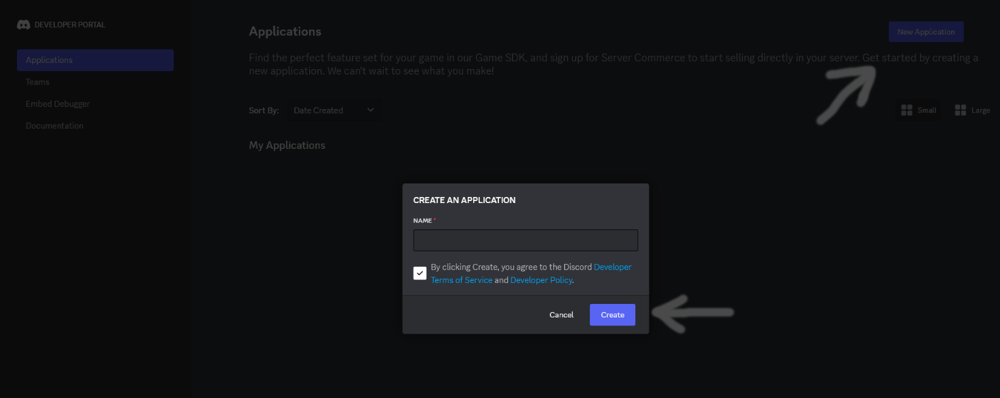 DEVELOPER PORTAL
Applications
Teams
Embed Debugger
Documentation
Applications
New Application
Find the perfect feature set for your game in our Game SDK, and sign up for Server Commerce to start selling directly in your server. Get started by creating a
new application. We can't wait to see what you make!
Sort By: Date Created
Small Large
My Applications
CREATE AN APPLICATION
NAME *
By clicking Create, you agree to the Discord Developer
Terms of Service and Developer Policy.
Cancel Create